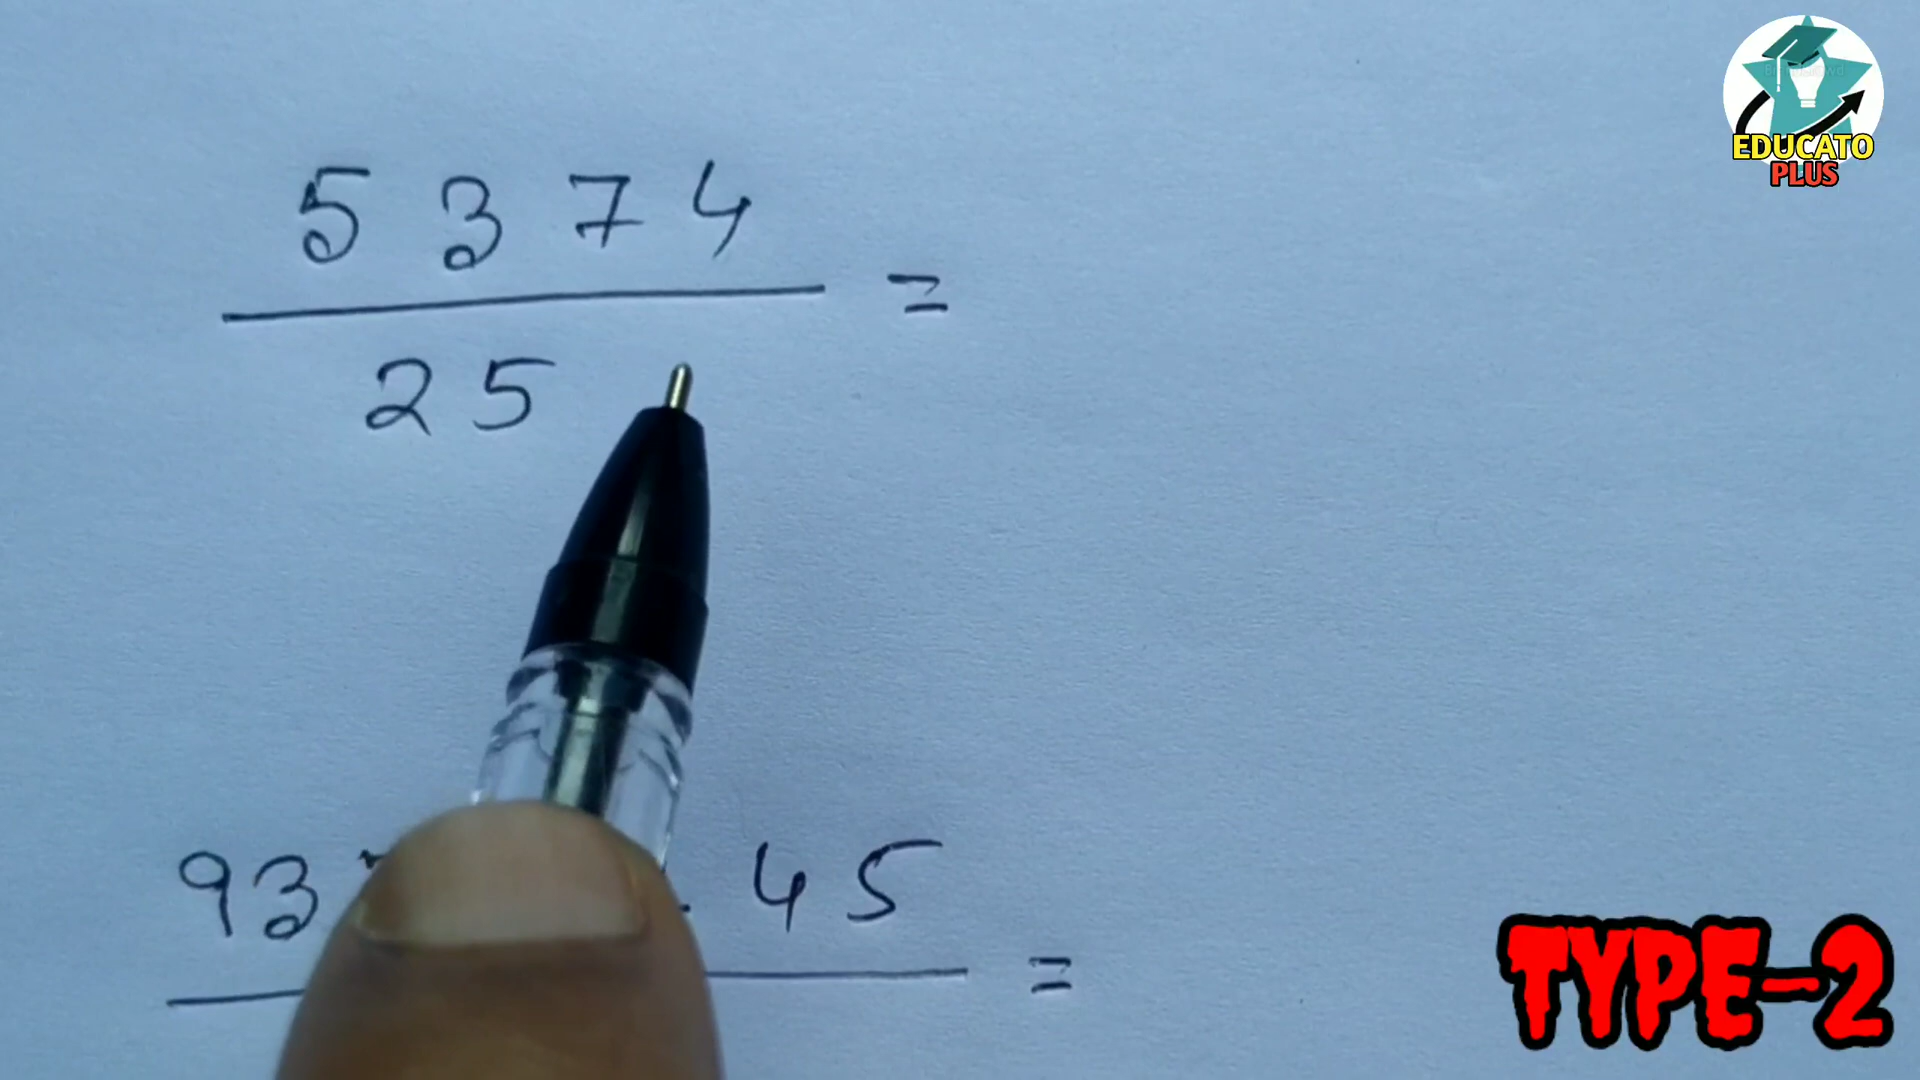 EDUCATO
PLUS
5374
=
25
93
.45
=
TYPE-2